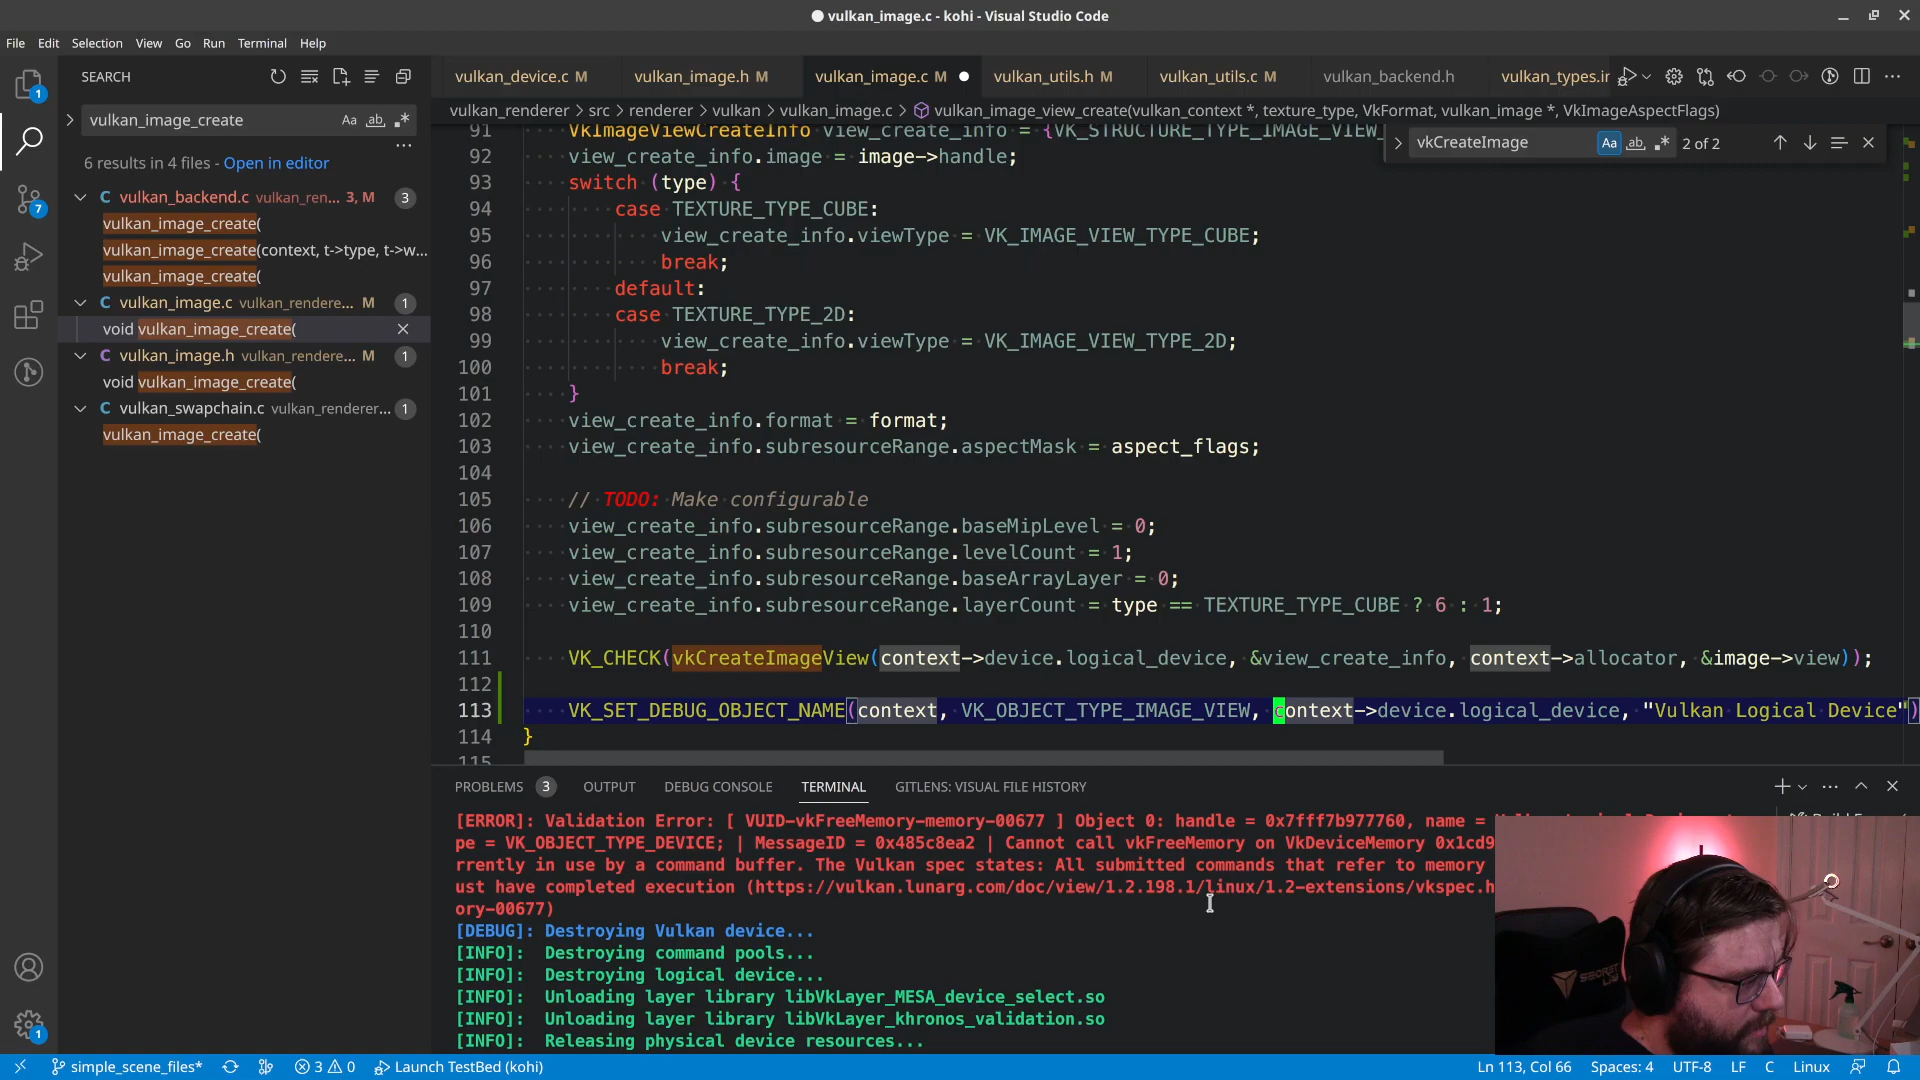 vulkan_image.c - kohi - Visual Studio Code
File Edit Selection View Go Run Terminal Help
SEARCH
vulkan_image_create
Aa ab, .*
6 results in 4 files - Open in editor
vulkan_backend.c vulkan_ren... 3, M 3
vulkan_image_create(
vulkan_image_create(context, t->type, t->w...
vulkan_image_create(
vulkan_image.c vulkan_rendere... M 1
void vulkan_image_create(
vulkan_image.h vulkan_rendere... M 1
void vulkan_image_create(
vulkan_swapchain.c vulkan_renderer... 1
vulkan_image_create(
1
7
1
vulkan_device.c M vulkan_image.h M vulkan_image.c M vulkan_utils.h M vulkan_utils.c M vulkan_backend.h vulkan_types.in
vulkan_renderer > src > renderer > vulkan > vulkan_image.c > vulkan_image_view_create(vulkan_context *, texture_type, VkFormat, vulkan_image *, VkImageAspectFlags)
vkCreateImage Aa ab, .* 2 of 2
91 VkImageViewCreateInfo view_create_info = {VK_STRUCTURE_TYPE_IMAGE_VIEW_
92 view_create_info.image = image->handle;
93 switch (type) {
94 case TEXTURE_TYPE_CUBE:
95 view_create_info.viewType = VK_IMAGE_VIEW_TYPE_CUBE;
96 break;
97 default:
98 case TEXTURE_TYPE_2D:
99 view_create_info.viewType = VK_IMAGE_VIEW_TYPE_2D;
100 break;
101 }
102 view_create_info.format = format;
103 view_create_info.subresourceRange.aspectMask = aspect_flags;
104
105 // TODO: Make configurable
106 view_create_info.subresourceRange.baseMipLevel = 0;
107 view_create_info.subresourceRange.levelCount = 1;
108 view_create_info.subresourceRange.baseArrayLayer = 0;
109 view_create_info.subresourceRange.layerCount = type == TEXTURE_TYPE_CUBE ? 6 : 1;
110
111 VK_CHECK(vkCreateImageView(context->device.logical_device, &view_create_info, context->allocator, &image->view));
112
113 VK_SET_DEBUG_OBJECT_NAME(context, VK_OBJECT_TYPE_IMAGE_VIEW, context->device.logical_device, "Vulkan Logical Device")
114 }
115
PROBLEMS 3 OUTPUT DEBUG CONSOLE TERMINAL GITLENS: VISUAL FILE HISTORY
[ERROR]: Validation Error: [ VUID-vkFreeMemory-memory-00677 ] Object 0: handle = 0x7fff7b977760, name =
pe = VK_OBJECT_TYPE_DEVICE; | MessageID = 0x485c8ea2 | Cannot call vkFreeMemory on VkDeviceMemory 0x1cd9
rrently in use by a command buffer. The Vulkan spec states: All submitted commands that refer to memory
ust have completed execution (https://vulkan.lunarg.com/doc/view/1.2.198.1/linux/1.2-extensions/vkspec.h
ory-00677)
[DEBUG]: Destroying Vulkan device...
[INFO]: Destroying command pools...
[INFO]: Destroying logical device...
[INFO]: Unloading layer library libVkLayer_MESA_device_select.so
[INFO]: Unloading layer library libVkLayer_khronos_validation.so
[INFO]: Releasing physical device resources...
simple_scene_files* 3 0 Launch TestBed (kohi) Ln 113, Col 66 Spaces: 4 UTF-8 LF C Linux